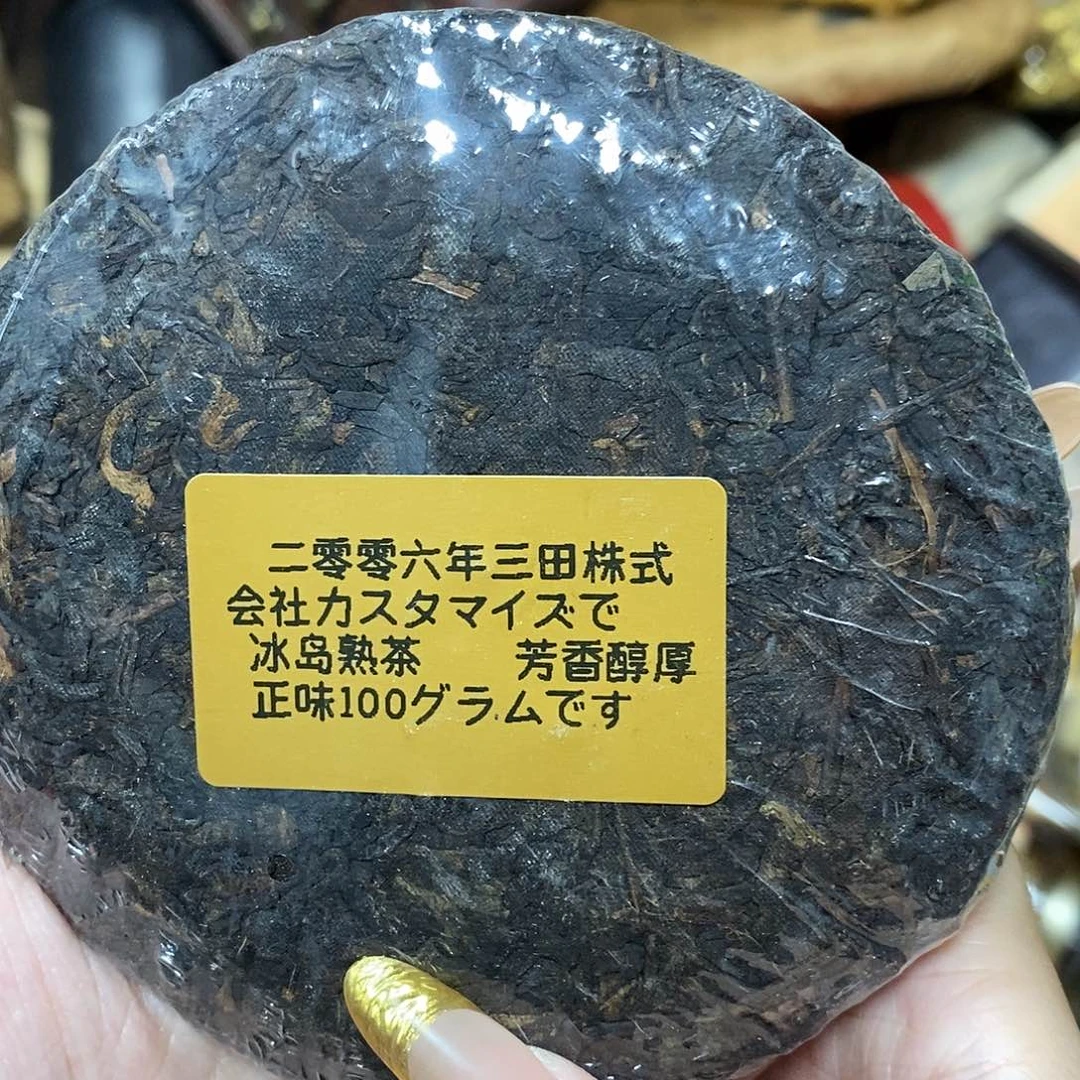 二零零六年三田株式
会社カスタマイズで
冰岛熟茶 芳香醇厚
正味100グラムです